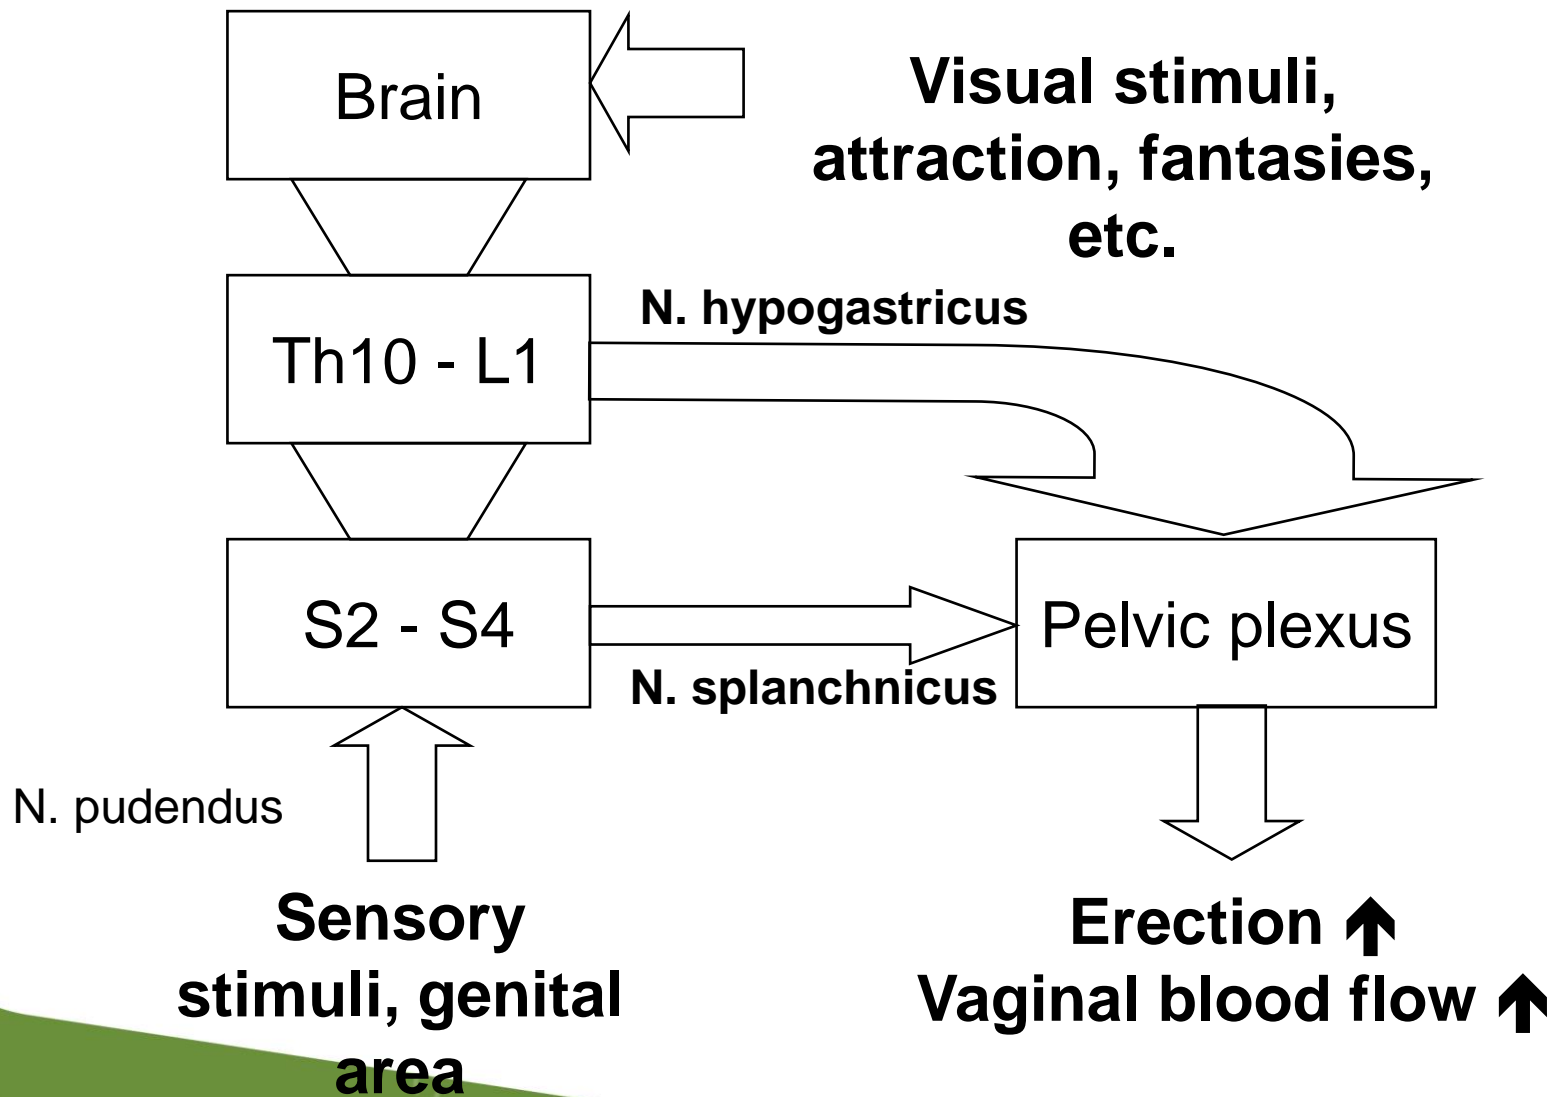 Brain
Visual stimuli,
attraction, fantasies,
etc.
N. hypogastricus
Th10 - L1
S2 - S4
Pelvic plexus
N. splanchnicus
N. pudendus
Sensory
stimuli, genital
area
Erection 🡹
Vaginal blood flow 🡹